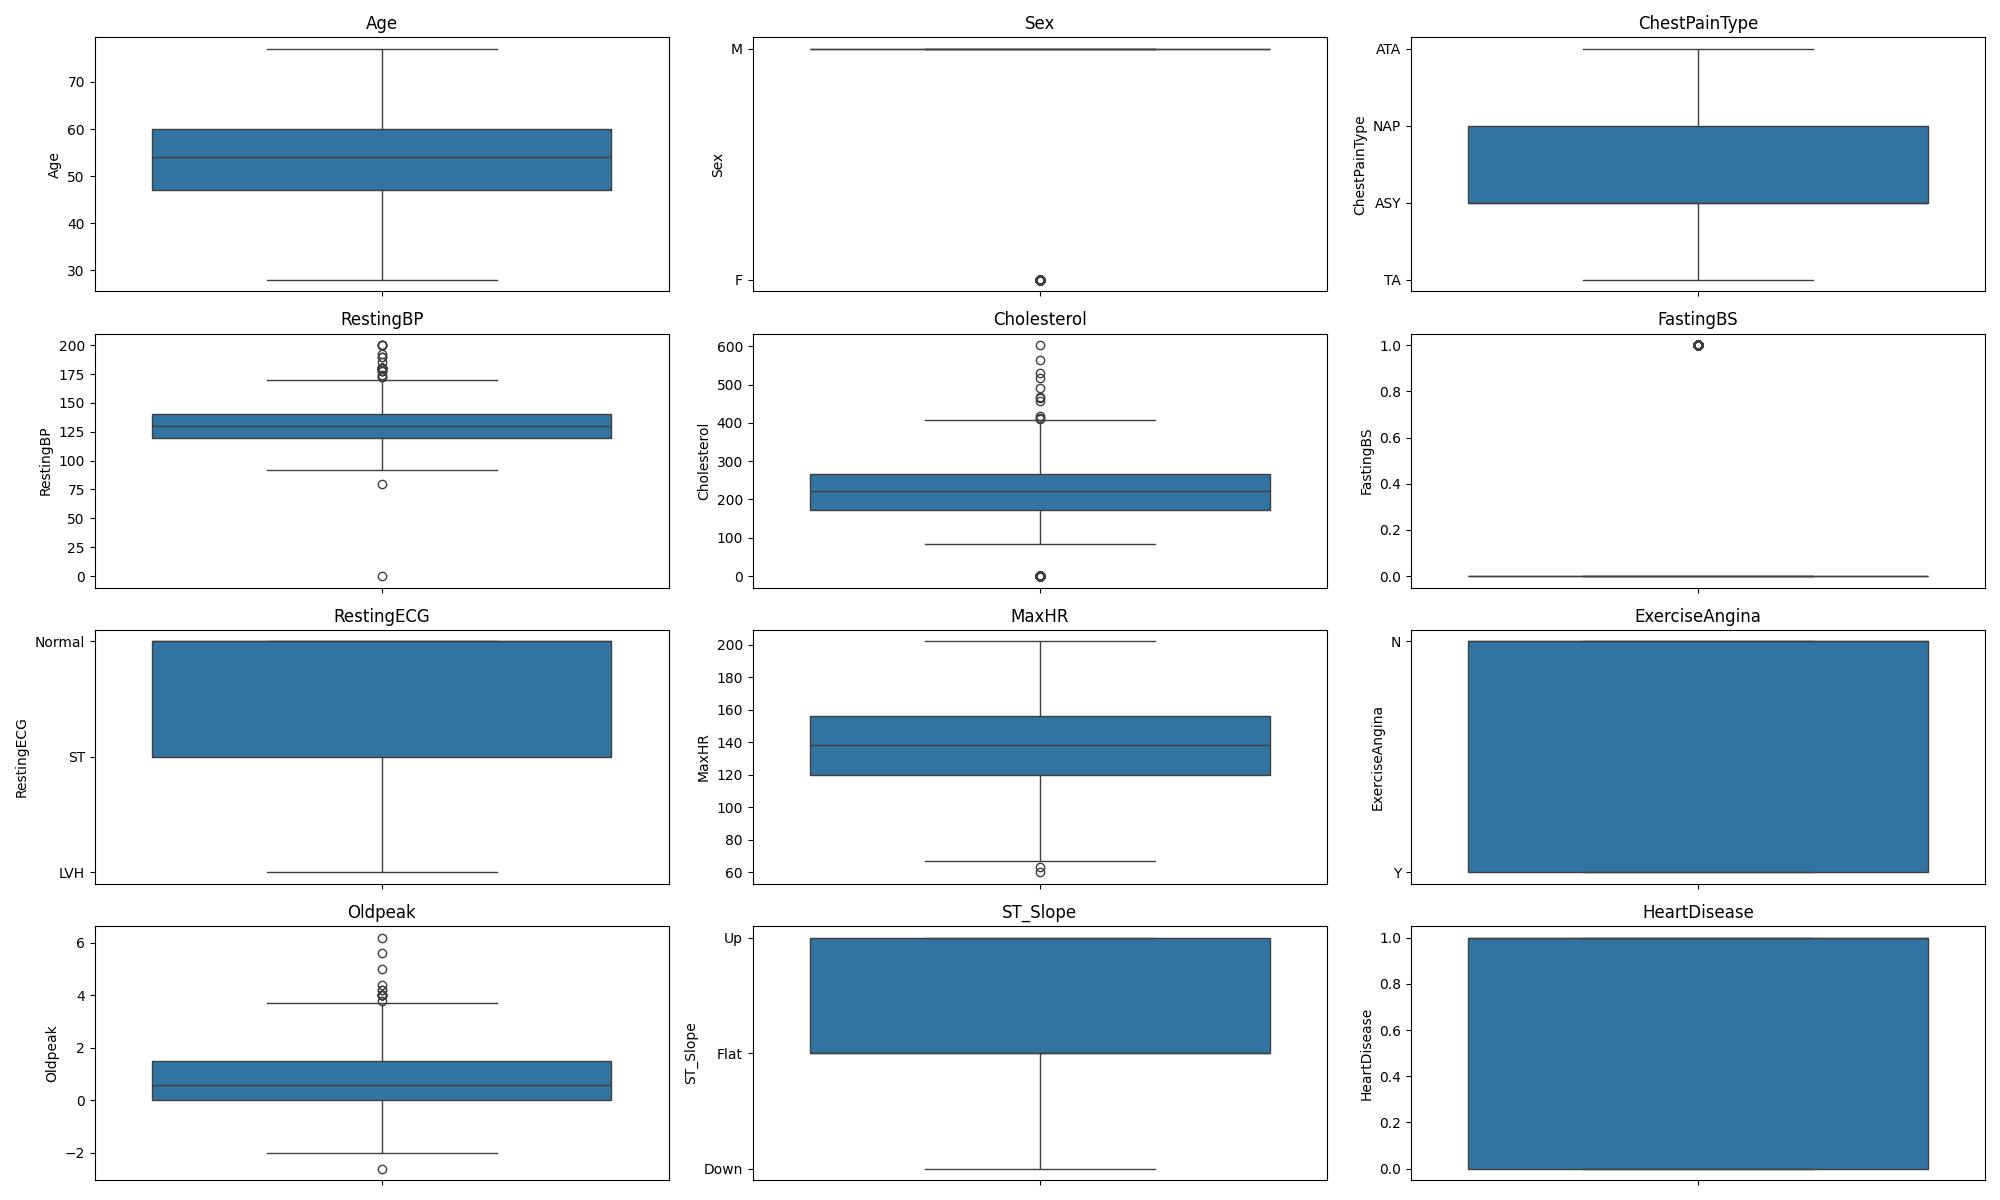 Age
Age
70
60
50
40
30
Sex
Sex
M
F
ChestPainType
ChestPainType
ATA
NAP
ASY
TA
RestingBP
RestingBP
200
175
150
125
100
75
50
25
0
Cholesterol
Cholesterol
600
500
400
300
200
100
0
FastingBS
FastingBS
1.0
0.8
0.6
0.4
0.2
0.0
RestingECG
RestingECG
Normal
ST
LVH
MaxHR
MaxHR
200
180
160
140
120
100
80
60
ExerciseAngina
ExerciseAngina
N
Y
Oldpeak
Oldpeak
6
4
2
0
−2
ST_Slope
ST_Slope
Up
Flat
Down
HeartDisease
HeartDisease
1.0
0.8
0.6
0.4
0.2
0.0